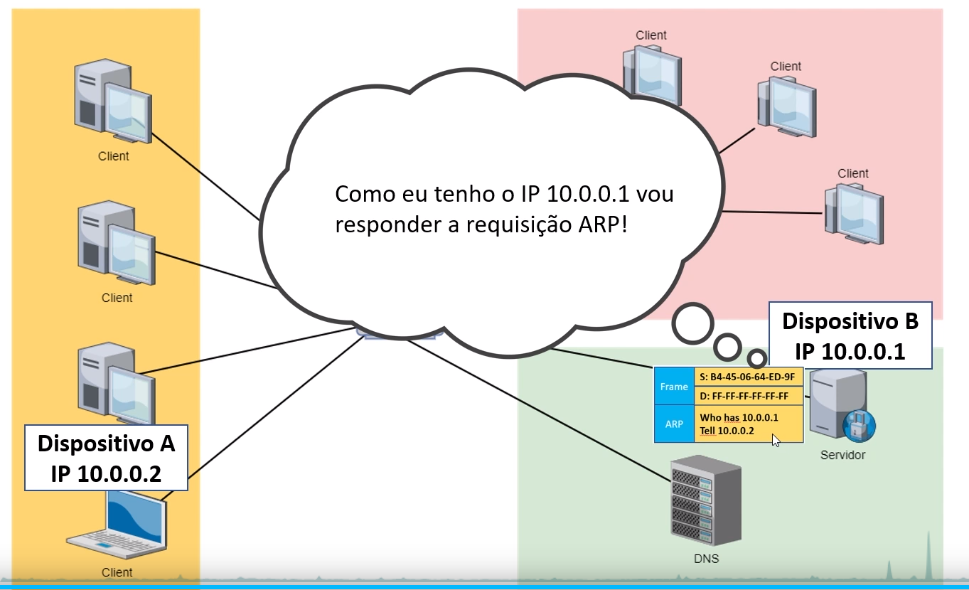 Client
Client
Client
Client
Como eu tenho o IP 10.0.0.1 vou
responder a requisição ARP!
Client
Client
Dispositivo A
IP 10.0.0.2
Client
Dispositivo B
IP 10.0.0.1
Frame
S: B4-45-06-64-ED-9F
D: FF-FF-FF-FF-FF-FF
ARP
Who has 10.0.0.1
Tell 10.0.0.2
Servidor
DNS